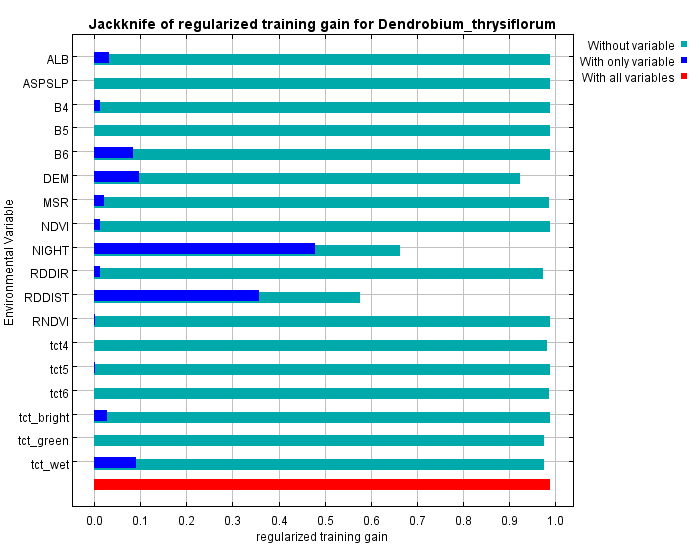 Jackknife of regularized training gain for Dendrobium_thrysiflorum
Without variable
With only variable
With all variables
Environmental Variable
ALB
ASPSLP
B4
B5
B6
DEM
MSR
NDVI
NIGHT
RDDIR
RDDIST
RNDVI
tct4
tct5
tct6
tct_bright
tct_green
tct_wet
0.0 0.1 0.2 0.3 0.4 0.5 0.6 0.7 0.8 0.9 1.0
regularized training gain